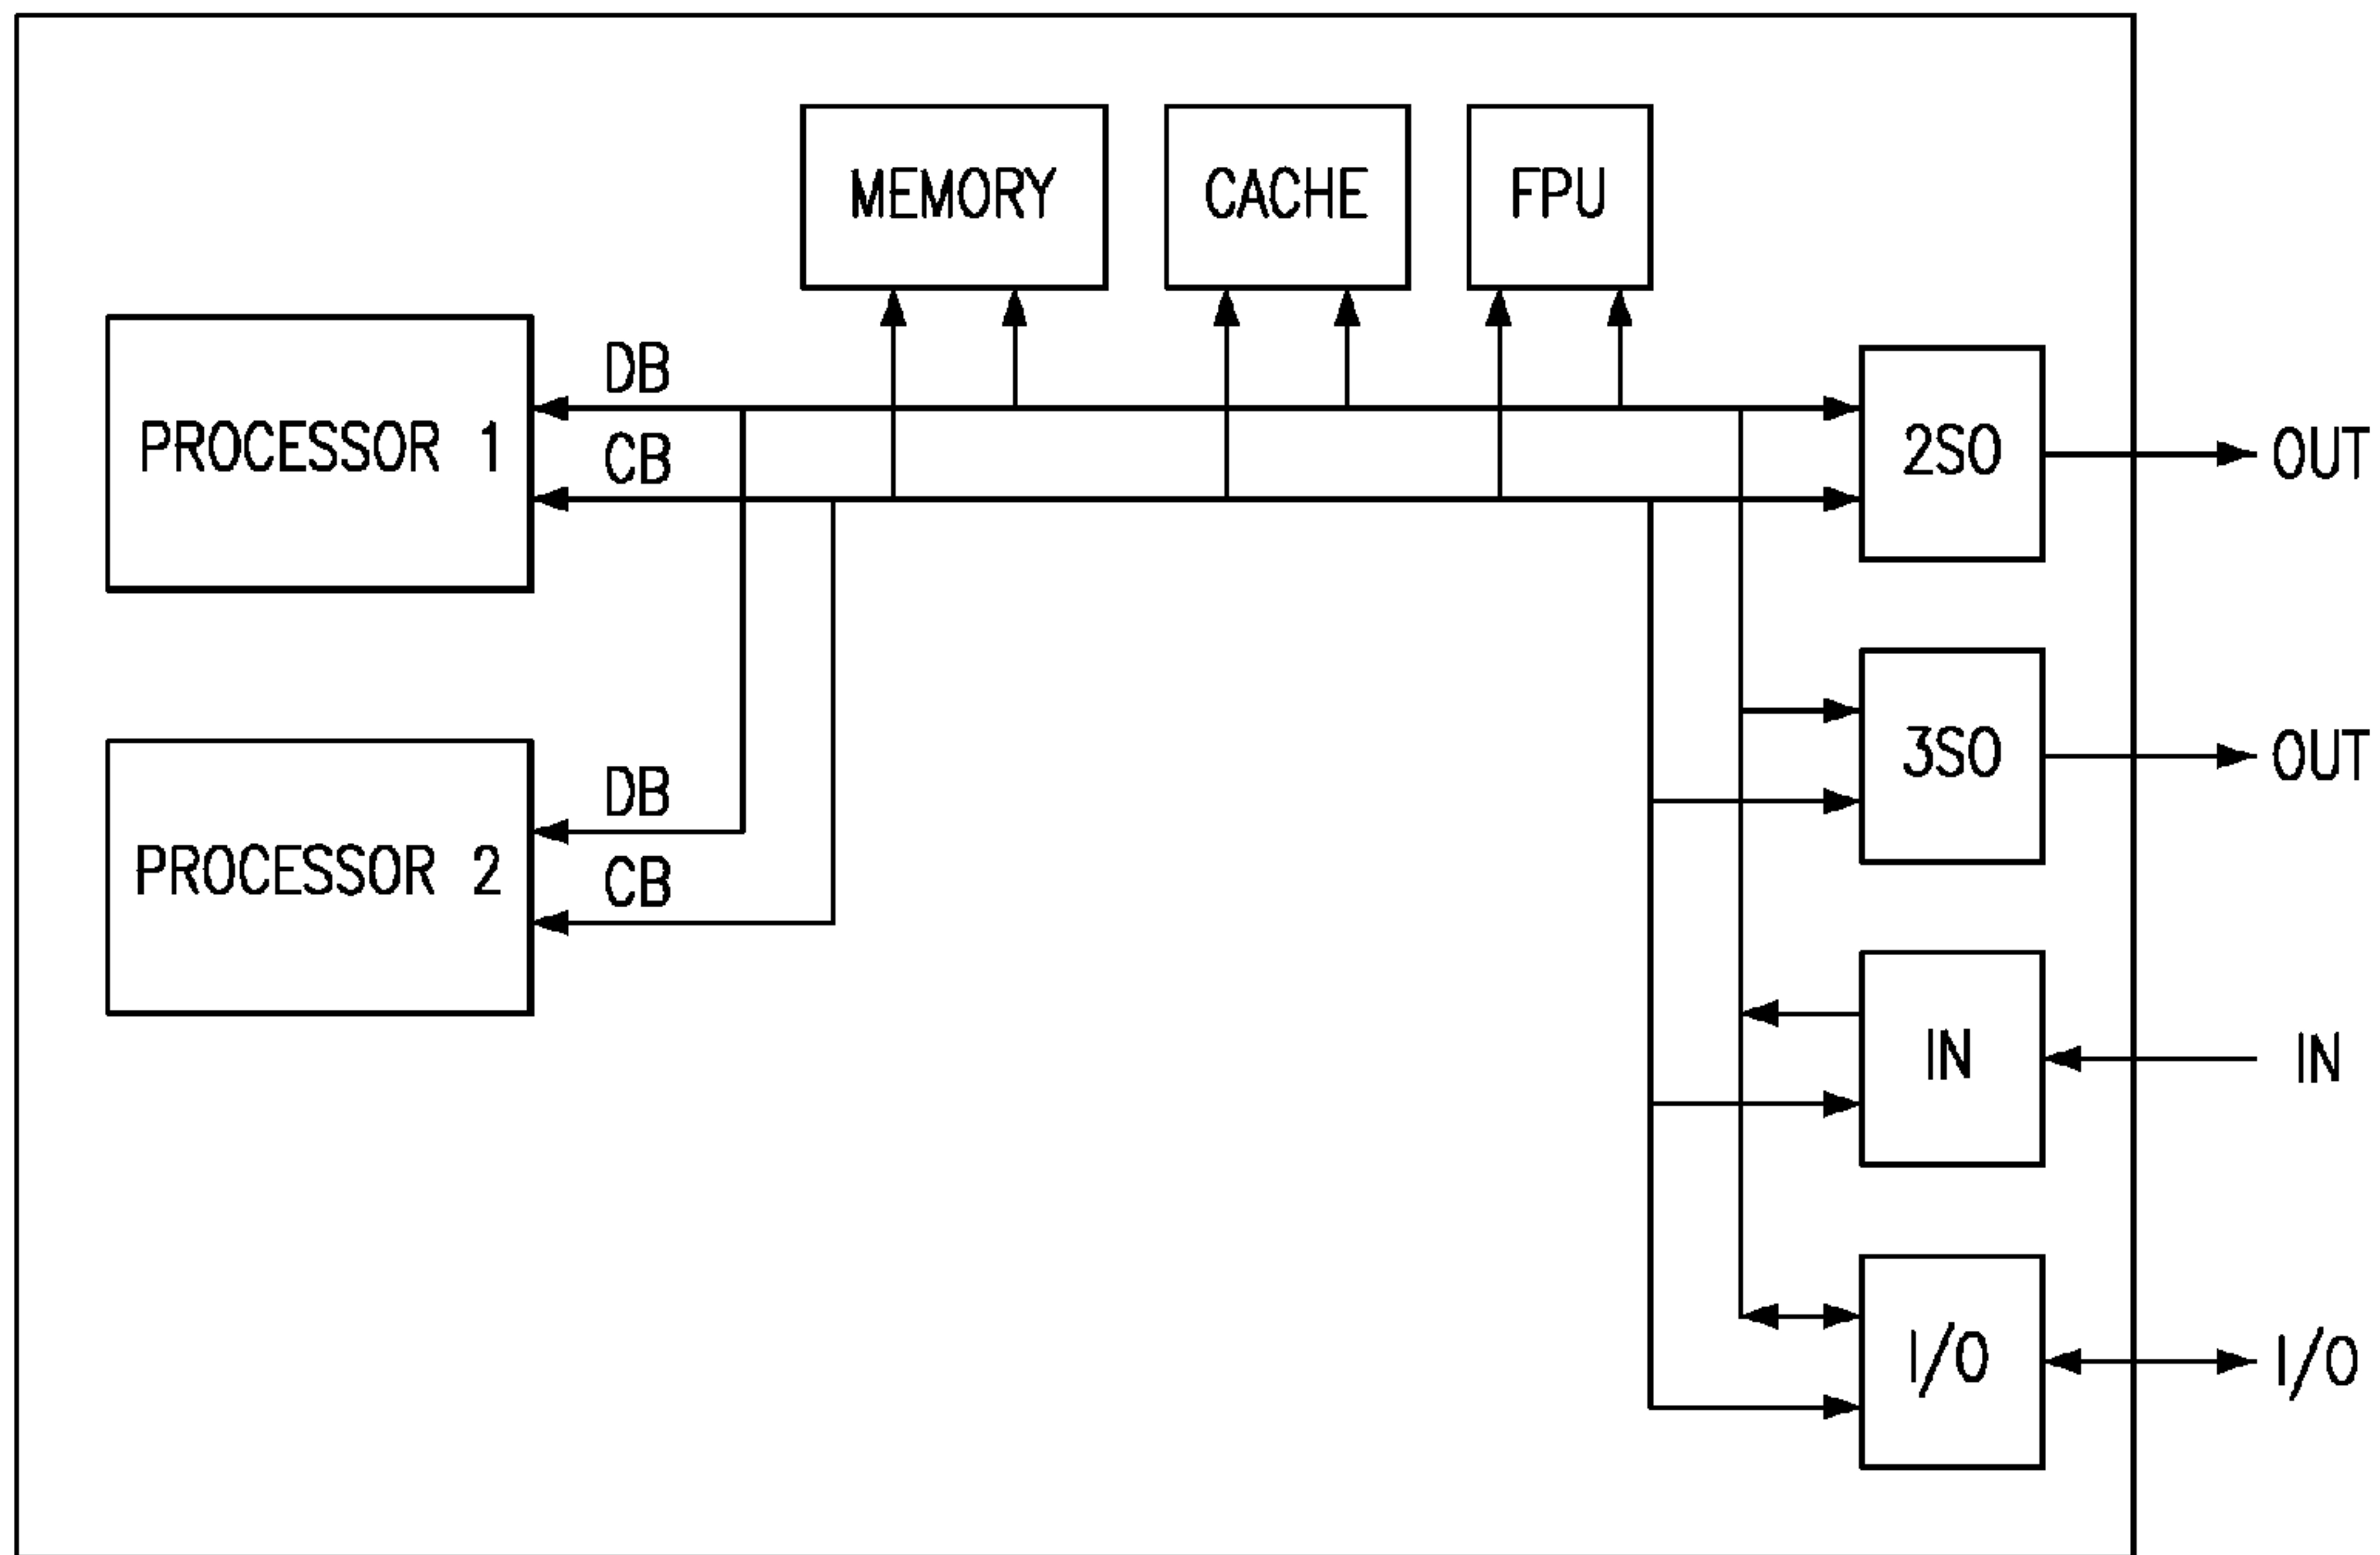 MEMORY
CACHE
FPU
DB
PROCESSOR 1
CB
2SO
OUT
3SO
OUT
DB
PROCESSOR 2
CB
IN
IN
I/O
I/O